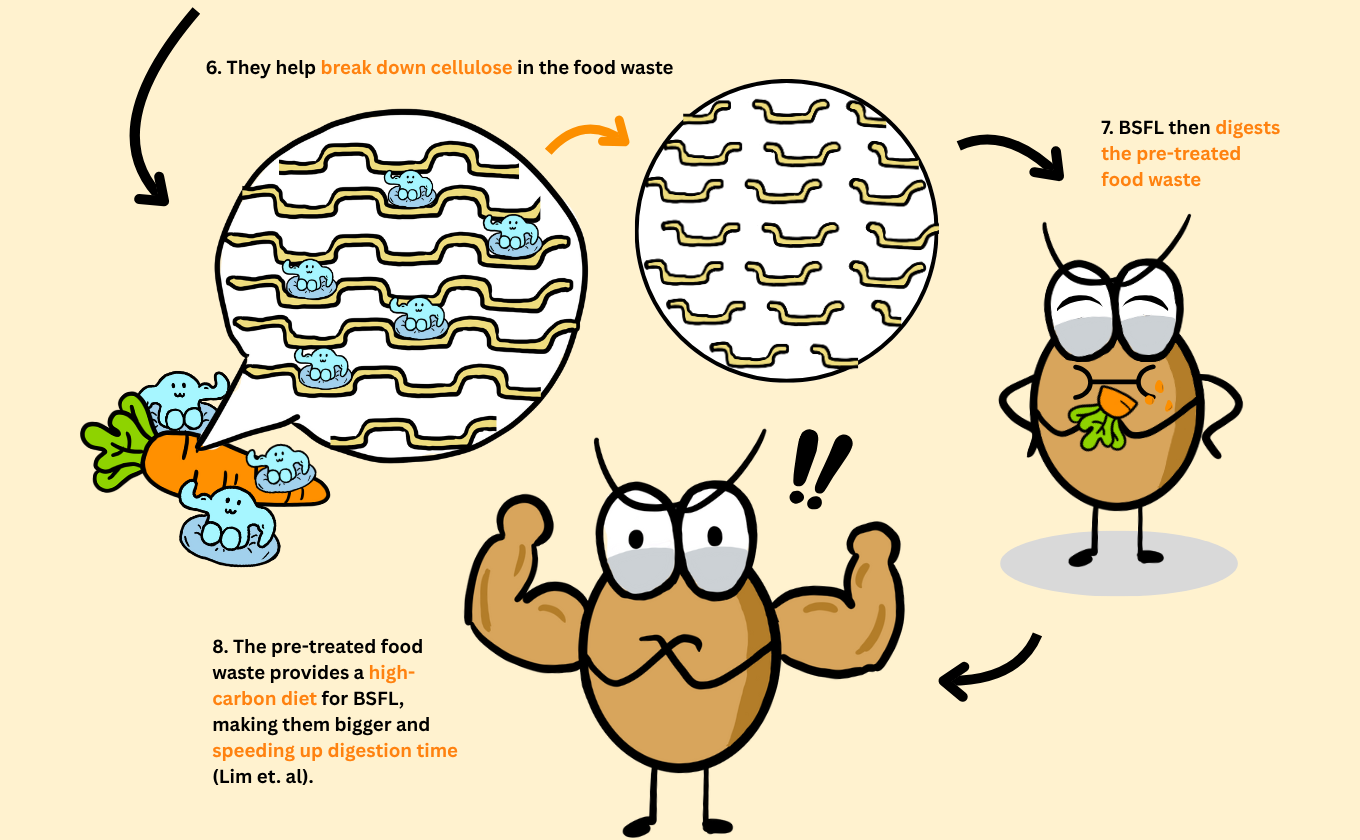 6. They help break down cellulose in the food waste
7. BSFL then digests
the pre-treated
food waste
8. The pre-treated food
waste provides a high-
carbon diet for BSFL,
making them bigger and
speeding up digestion time
(Lim et. al).